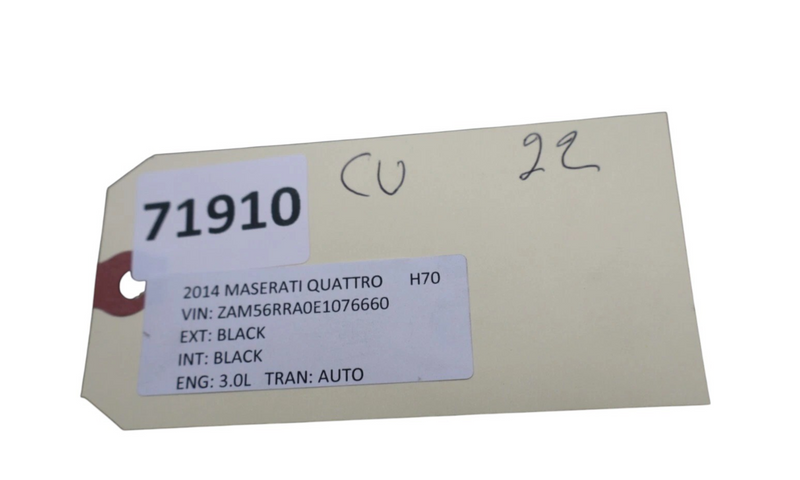 CU 22
71910
2014 MASERATI QUATTRO H70
VIN: ZAM56RRA0E1076660
EXT: BLACK
INT: BLACK
ENG: 3.0L TRAN: AUTO